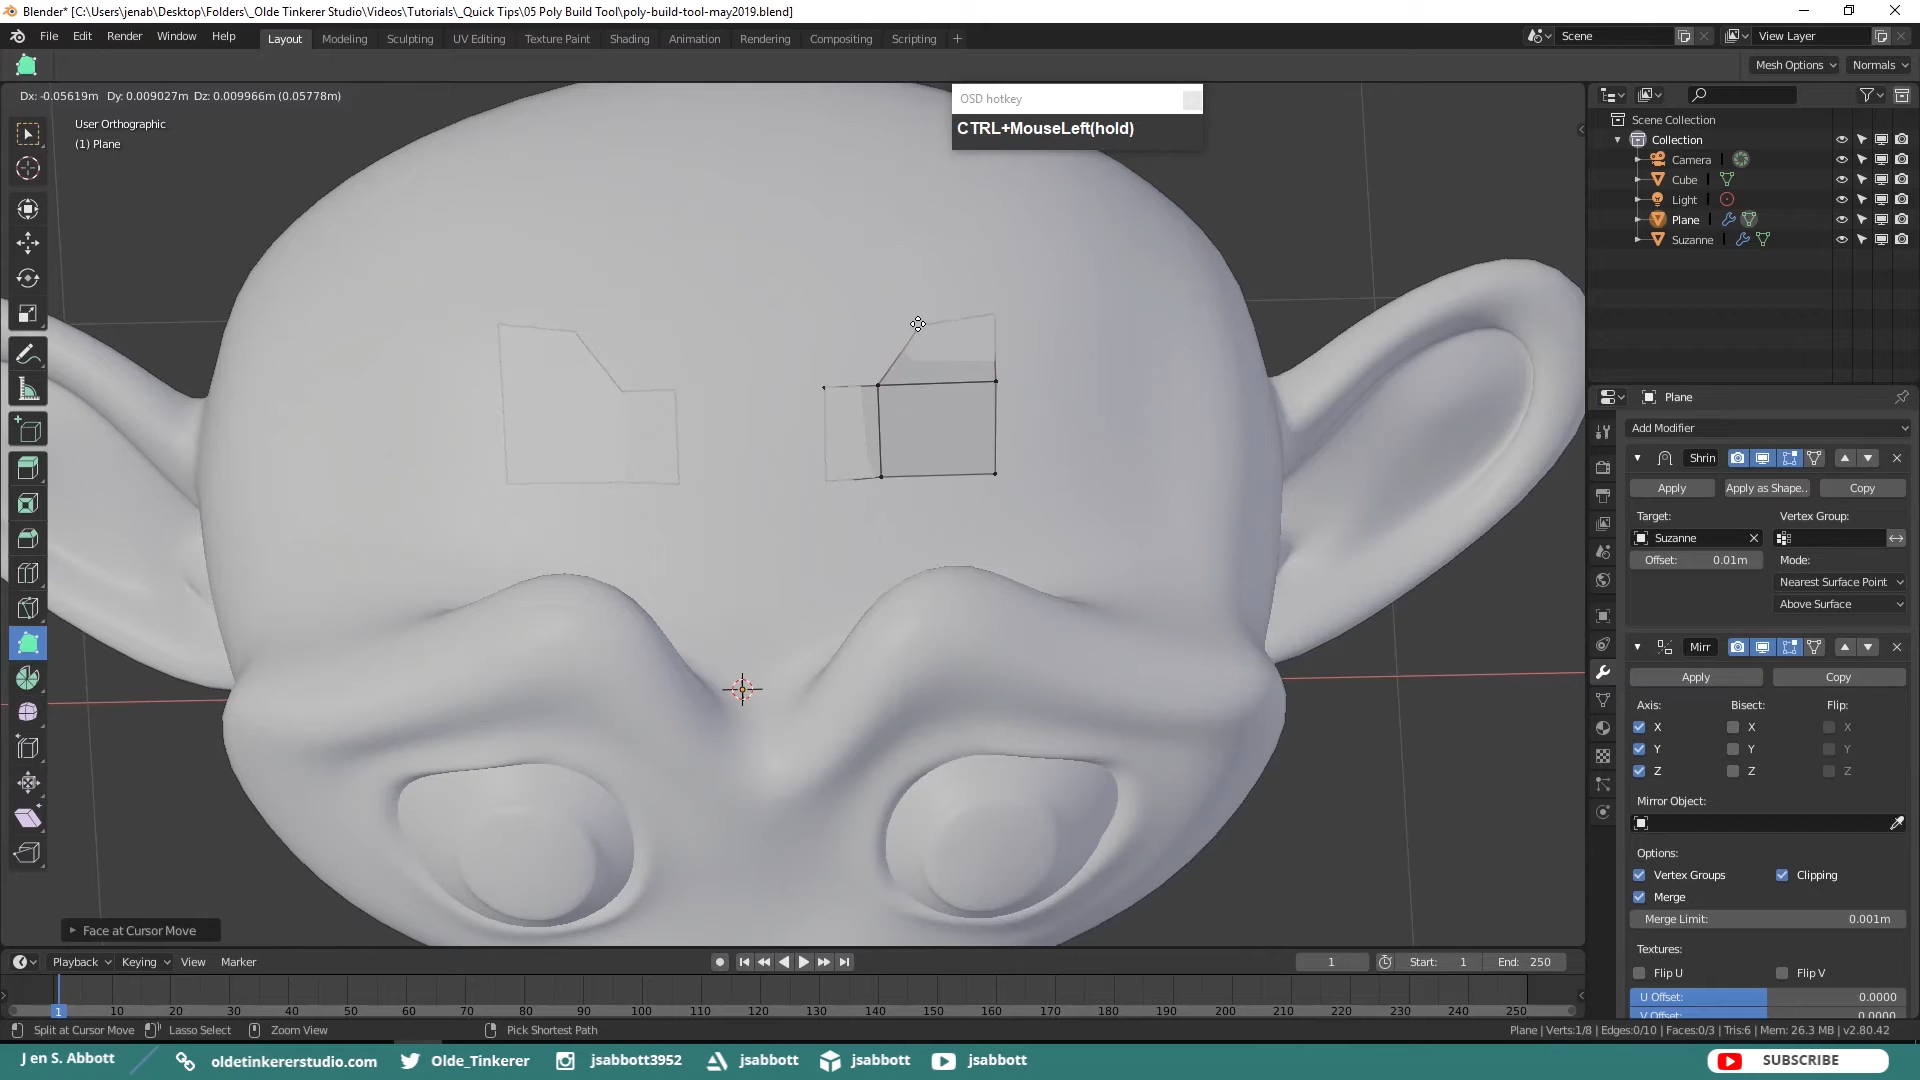 Blender* [C:\Users\jenab\Desktop\Folders\_Olde Tinkerer Studio\Videos\Tutorials\_Quick Tips\05 Poly Build Tool\poly-build-tool-may2019.blend]
File Edit Render Window Help Layout Modeling Sculpting UV Editing Texture Paint Shading Animation Rendering Compositing Scripting + Scene View Layer
Mesh Options Normals
Dx: -0.05619m Dy: 0.009027m Dz: 0.009966m (0.05778m)
OSD hotkey
CTRL+MouseLeft(hold)
User Orthographic
(1) Plane
Scene Collection
Collection
Camera
Cube
Light
Plane
Suzanne
Plane
Add Modifier
Shrin
Apply Apply as Shape.. Copy
Target: Vertex Group:
Suzanne
Offset: 0.01m Mode:
Nearest Surface Point
Above Surface
Mirr
Apply Copy
Axis: Bisect: Flip:
X X X
Y Y Y
Z Z Z
Mirror Object:
Options:
Vertex Groups Clipping
Merge
Merge Limit: 0.001m
Textures:
Flip U Flip V
U Offset: 0.0000
V Offset: 0.0000
Face at Cursor Move
Playback Keying View Marker 1 Start: 1 End: 250
1 10 20 30 40 50 60 70 80 90 100 110 120 130 140 150 160 170 180 190 200 210 220 230 240 250
Split at Cursor Move Lasso Select Zoom View Pick Shortest Path Plane | Verts:1/8 | Edges:0/10 | Faces:0/3 | Tris:6 | Mem: 26.3 MB | v2.80.42
J en S. Abbott oldetinkererstudio.com Olde_Tinkerer jsabbott3952 jsabbott jsabbott jsabbott SUBSCRIBE